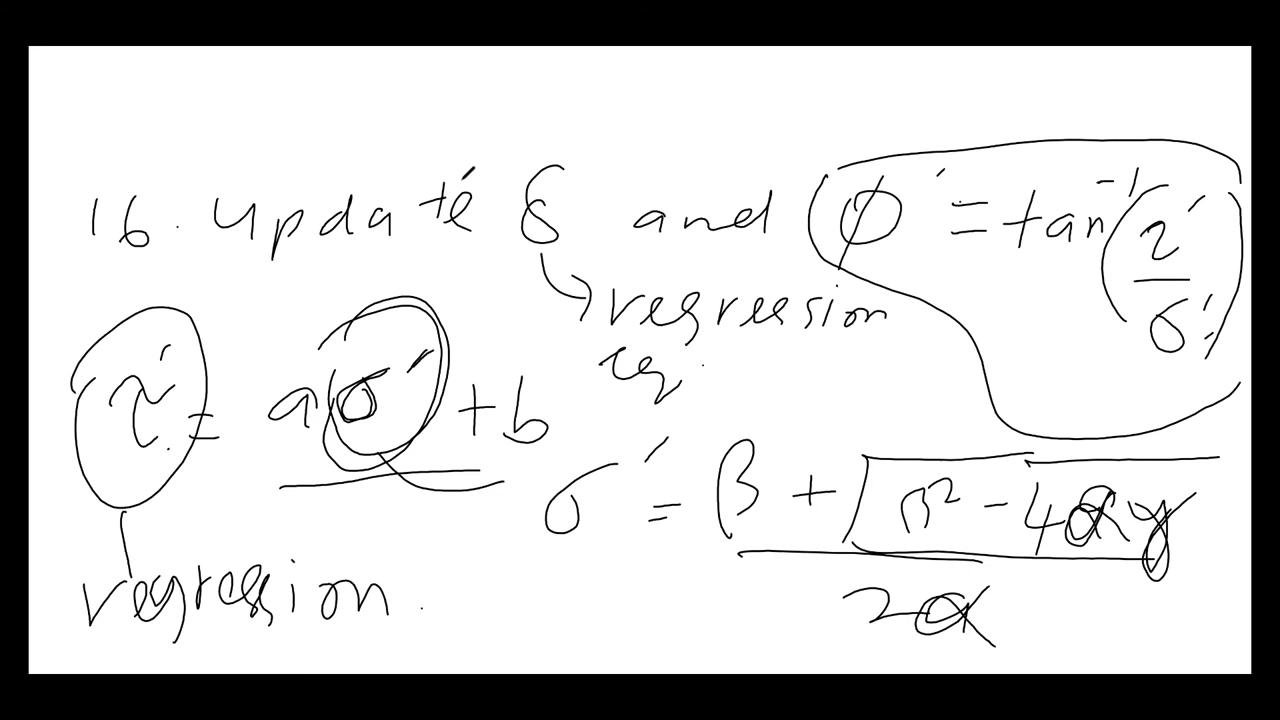 16. Update δ and φ' = tan⁻¹(τ'/σ')
→ regression
eq.
τ' = aσ' + b
σ' = β + √(β² - 4αγ) / 2α
regression.